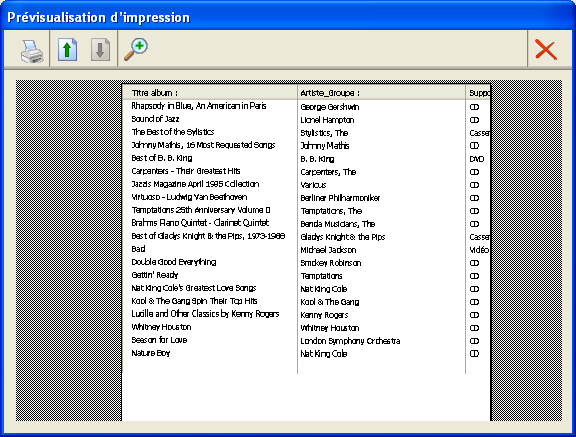 Prévisualisation d'impression
Titre album : Artiste_Groupe : Suppo
Rhapsody in Blue, An American in Paris George Gershwin CD
Sound of Jazz Lionel Hampton CD
The Best of the Sylistics Stylistics, The Casset
Johnny Mathis, 16 Most Requested Songs Johnny Mathis CD
Best of B. B. King B. B. King DVD
Carpenters - Their Greatest Hits Carpenters, The CD
Jazzis Magazine April 1995 Collection Various CD
Virtuoso - Ludwig Van Beethoven Berliner Philharmoniker CD
Temptations 25th Anniversary Volume D Temptations, The CD
Brahms Piano Quintet - Clarinet Quintet Benda Musicians, The CD
Best of Gladys Knight & the Pips, 1973-1988 Gladys Knight & the Pips Casset
Bad Michael Jackson Vidéo
Double Good Everything Smokey Robinson CD
Gettin' Ready Temptations CD
Nat King Cole's Greatest Love Songs Nat King Cole CD
Kool & The Gang Spin Their Top Hits Kool & The Gang CD
Lucille and Other Classics by Kenny Rogers Kenny Rogers CD
Whitney Houston Whitney Houston CD
Season for Love London Symphony Orchestra CD
Nature Boy Nat King Cole CD